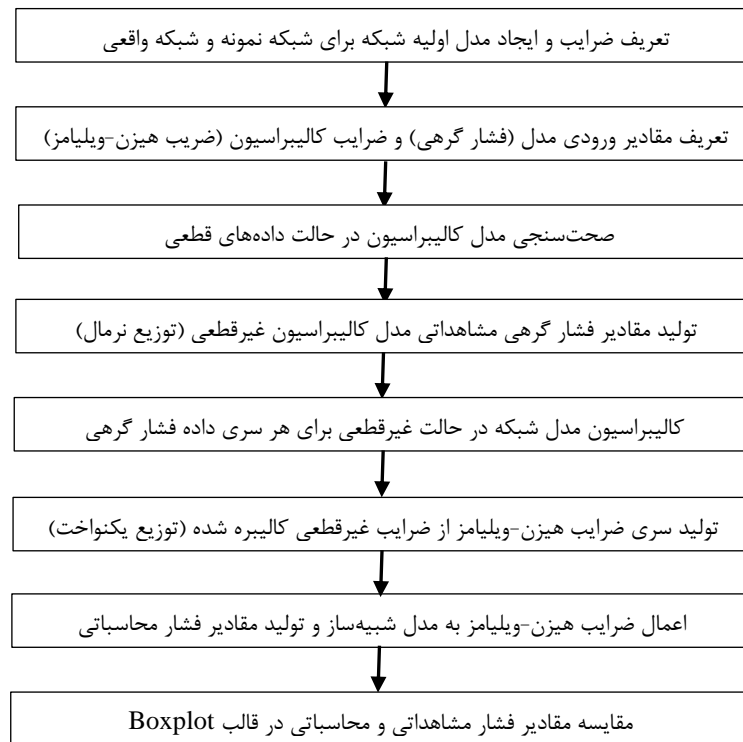 تعریف ضرایب و ایجاد مدل اولیه شبکه برای شبکه نمونه و شبکه واقعی
تعریف مقادیر ورودی مدل (فشار گرهی) و ضرایب کالیبراسیون (ضریب هیزن-ویلیامز)
صحت‌سنجی مدل کالیبراسیون در حالت داده‌های قطعی
تولید مقادیر فشار گرهی مشاهداتی مدل کالیبراسیون غیرقطعی (توزیع نرمال)
کالیبراسیون مدل شبکه در حالت غیرقطعی برای هر سری داده فشار گرهی
تولید سری ضرایب هیزن-ویلیامز از ضرایب غیرقطعی کالیبره شده (توزیع یکنواخت)
اعمال ضرایب هیزن-ویلیامز به مدل شبیه‌ساز و تولید مقادیر فشار محاسباتی
مقایسه مقادیر فشار مشاهداتی و محاسباتی در قالب Boxplot